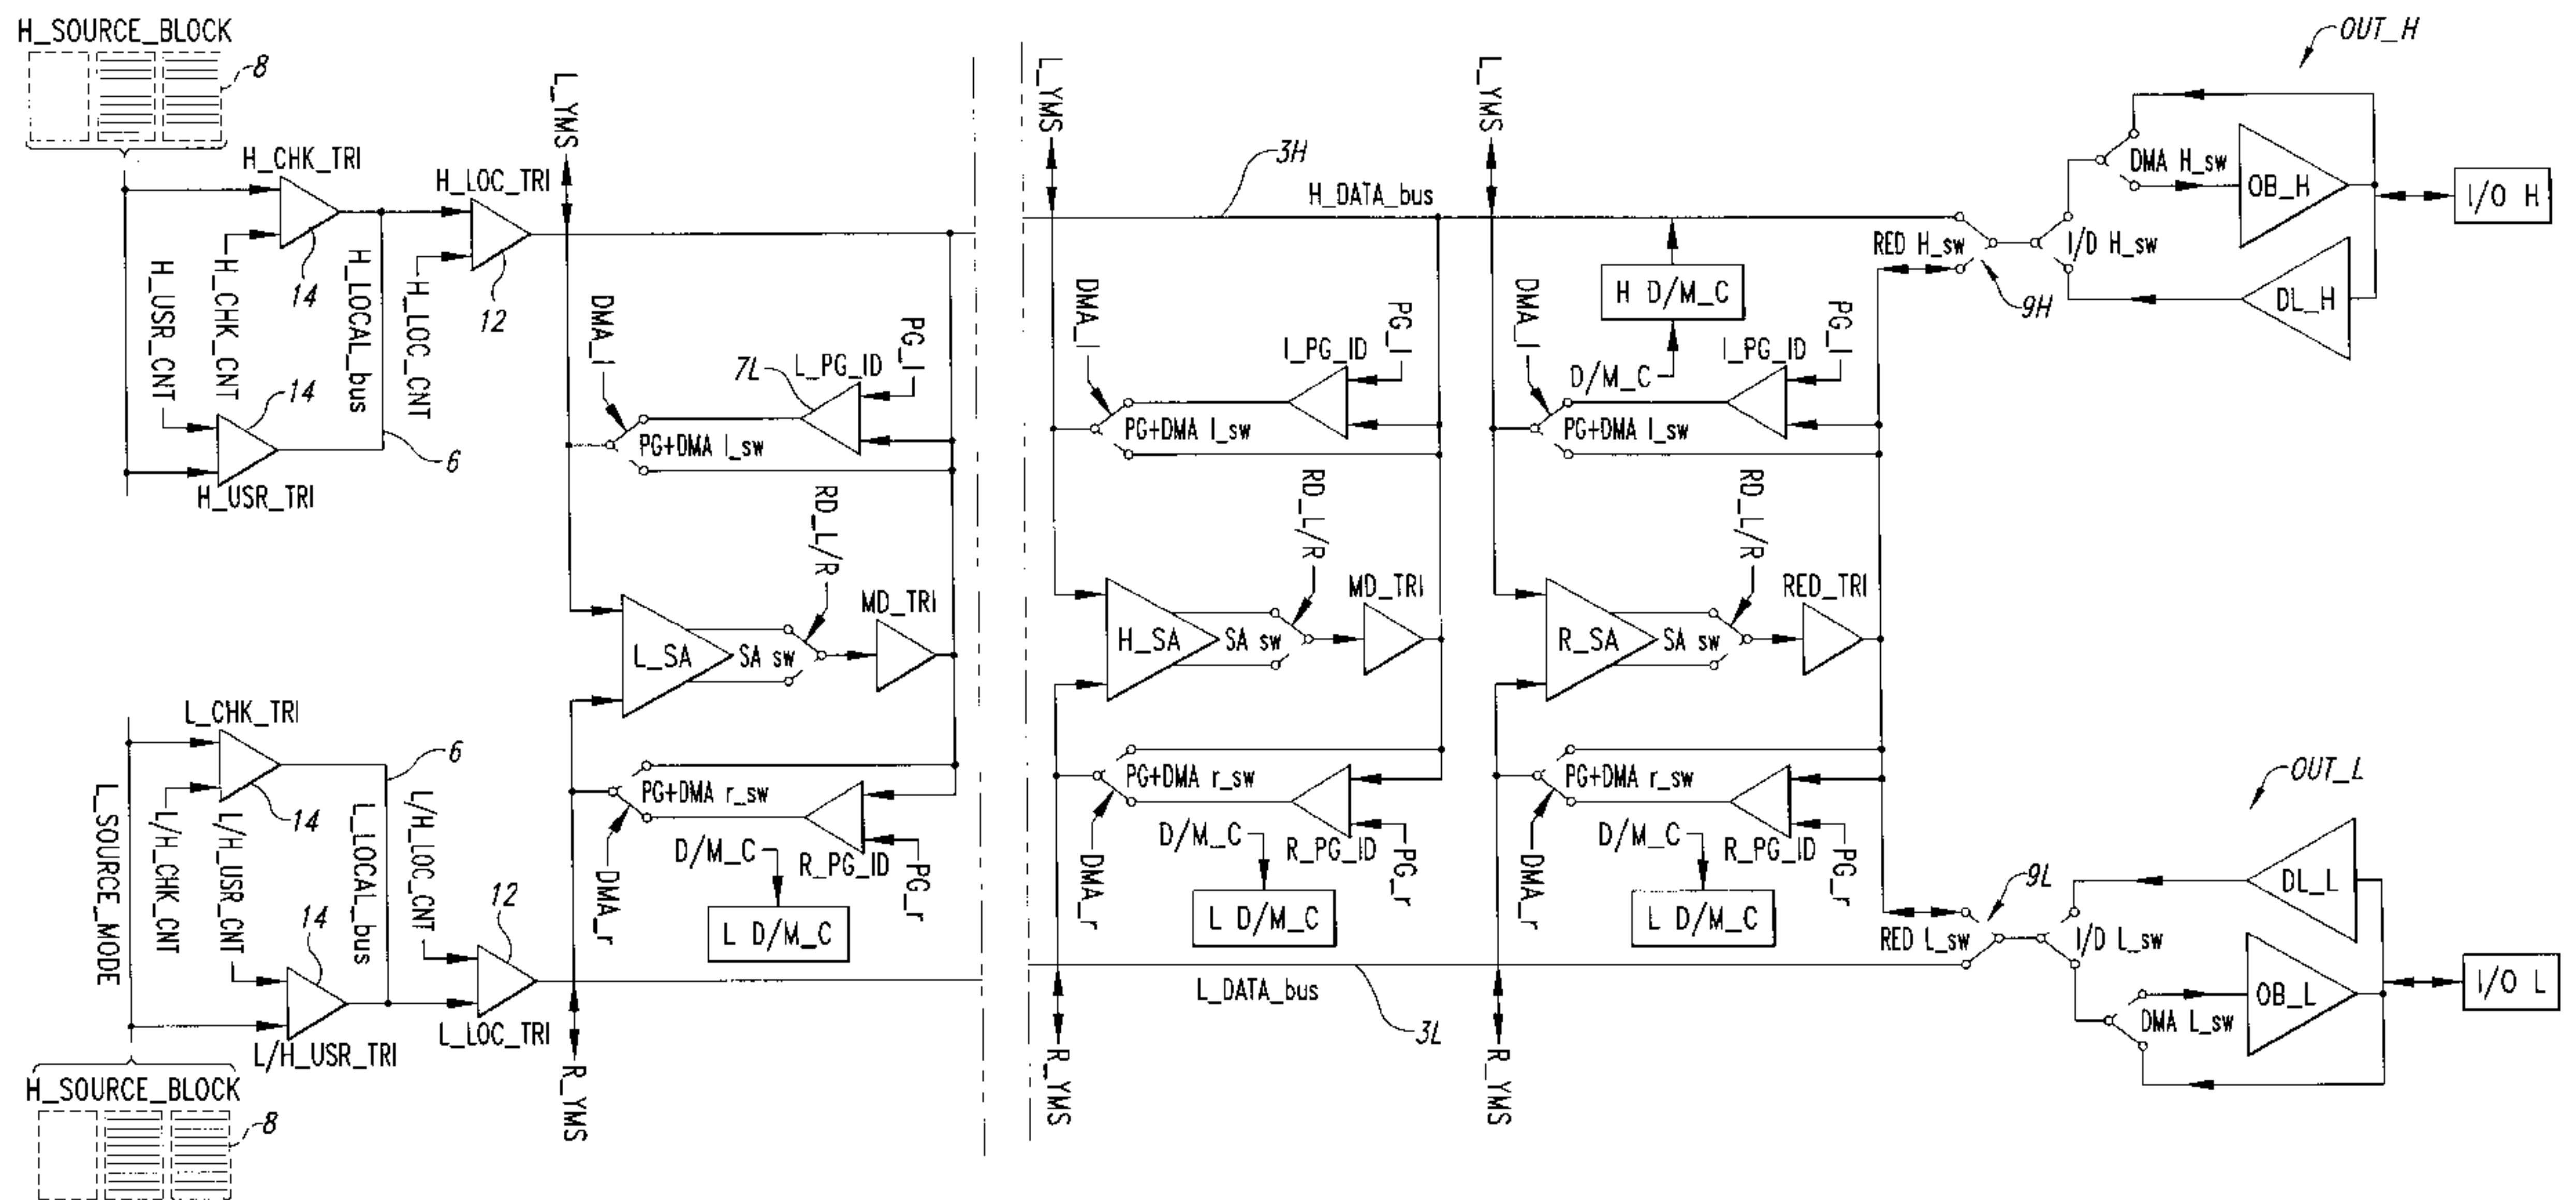 H_SOURCE_BLOCK
8
H_CHK_TRI
14
H_USR_CNT
H_CHK_CNT
H_LOCAL_bus
H_LOC_TRI
12
H_LOC_CNT
14
6
H_USR_TRI
L_YMS
DMA_l
7L
L_PG_ID
PG_l
PG+DMA l_sw
RD_L/R
L_SA
SA sw
MD_TRI
PG+DMA r_sw
DMA_r
D/M_C
R_PG_ID
PG_r
L D/M_C
R_YMS
L_CHK_TRI
6
14
L_SOURCE_MODE
L/H_CHK_CNT
L/H_USR_CNT
L_LOCAL_bus
L/H_LOC_CNT
14
12
L/H_USR_TRI
L_LOC_TRI
H_SOURCE_BLOCK
8
L_YMS
3H
H_DATA_bus
DMA_l
l_PG_ID
PG_l
PG+DMA l_sw
RD_L/R
H_SA
SA sw
MD_TRI
PG+DMA r_sw
DMA_r
D/M_C
R_PG_ID
PG_r
L D/M_C
L_DATA_bus
3L
R_YMS
L_YMS
H D/M_C
D/M_C
DMA_l
l_PG_ID
PG_l
PG+DMA l_sw
RD_L/R
R_SA
SA sw
RED_TRI
PG+DMA r_sw
DMA_r
D/M_C
R_PG_ID
PG_r
L D/M_C
R_YMS
OUT_H
RED H_sw
9H
I/D H_sw
DMA H_sw
OB_H
I/O H
DL_H
OUT_L
9L
RED L_sw
I/D L_sw
DL_L
DMA L_sw
OB_L
I/O L